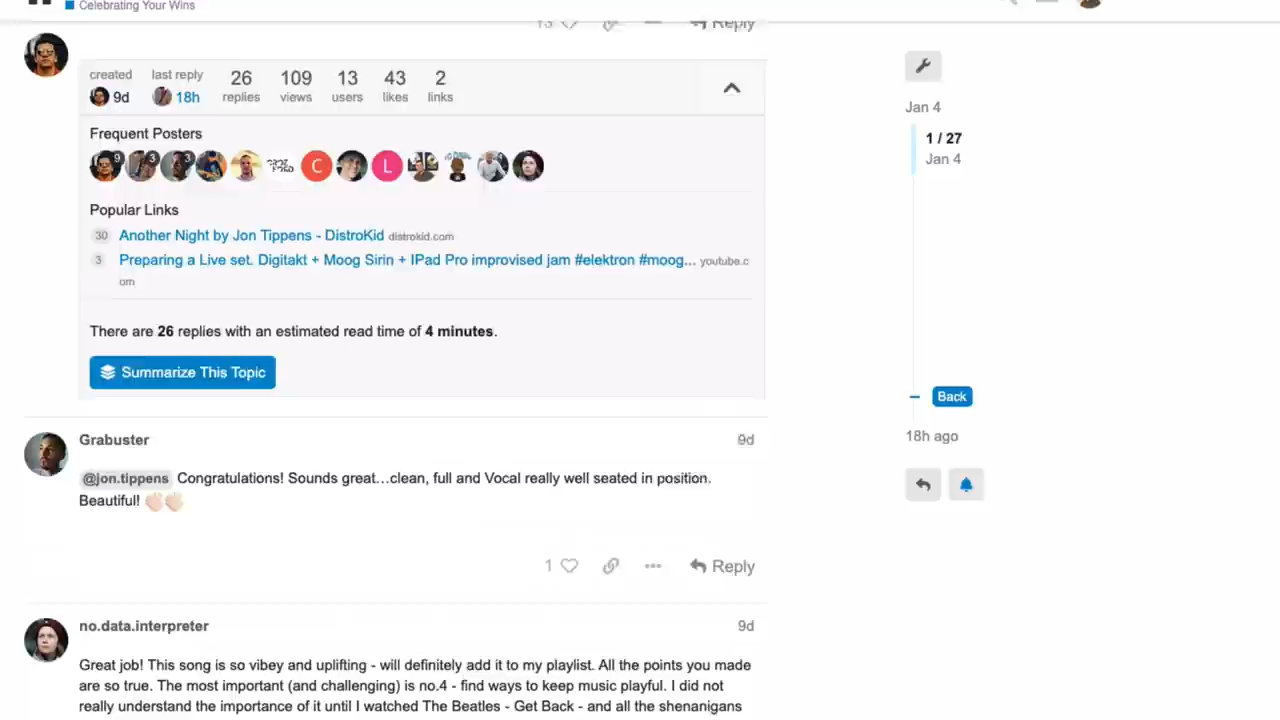 Celebrating Your Wins
13 Reply
created last reply 26 109 13 43 2
9d 18h replies views users likes links
Frequent Posters
9 3 3 C L
Popular Links
30 Another Night by Jon Tippens - DistroKid distrokid.com
3 Preparing a Live set. Digitakt + Moog Sirin + IPad Pro improvised jam #elektron #moog... youtube.c
om
There are 26 replies with an estimated read time of 4 minutes.
Summarize This Topic
Grabuster 9d
@jon.tippens Congratulations! Sounds great...clean, full and Vocal really well seated in position.
Beautiful!
1 Reply
no.data.interpreter 9d
Great job! This song is so vibey and uplifting - will definitely add it to my playlist. All the points you made
are so true. The most important (and challenging) is no.4 - find ways to keep music playful. I did not
really understand the importance of it until I watched The Beatles - Get Back - and all the shenanigans
Jan 4
1 / 27
Jan 4
Back
18h ago